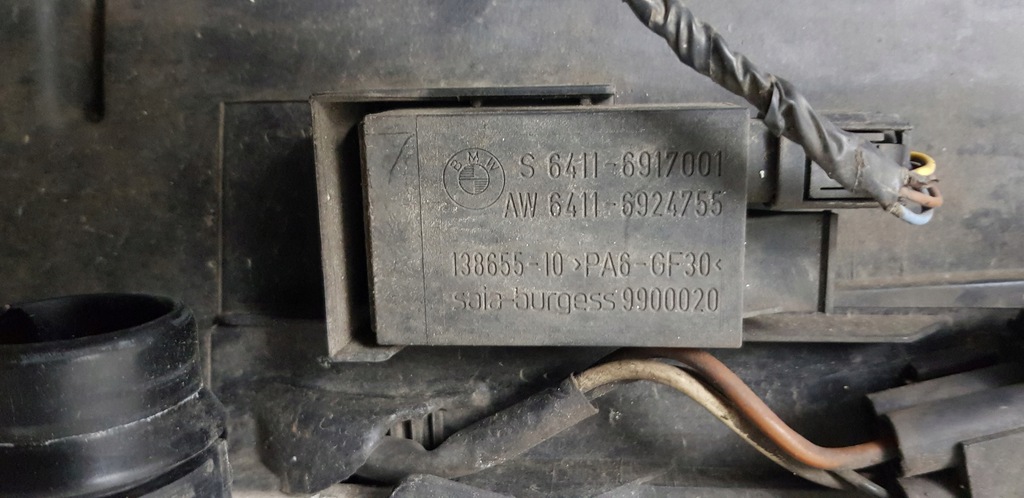 BMW
S 6411-6917001
AW 6411-6924755
138655-10 >PA6-GF30<
saia-burgess 9900020